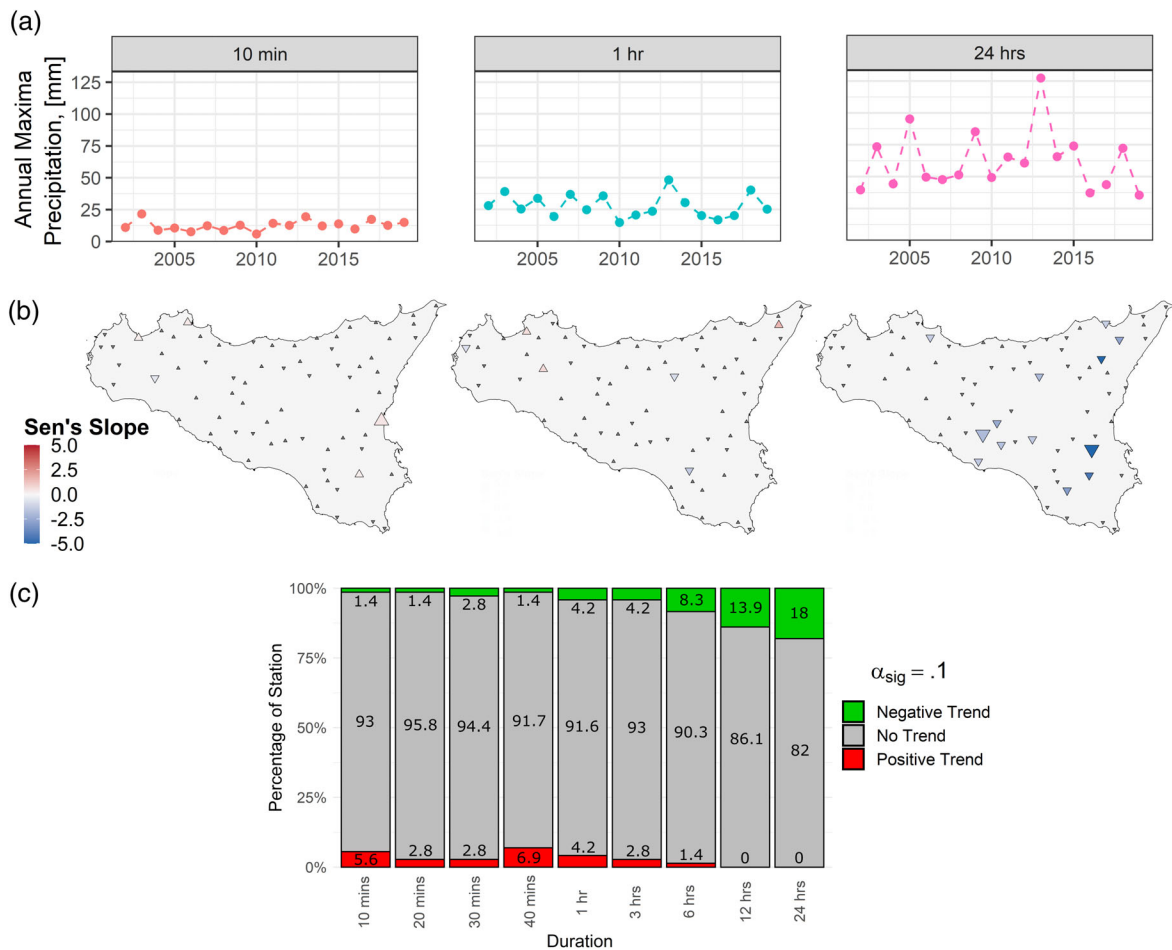 (a)
10 min
1 hr
24 hrs
Annual Maxima
Precipitation, [mm]
125
100
75
50
25
0
2005
2010
2015
2005
2010
2015
2005
2010
2015
(b)
Sen's Slope
5.0
2.5
0.0
-2.5
-5.0
(c)
Percentage of Station
100%
75%
50%
25%
0%
1.4
1.4
2.8
1.4
4.2
4.2
8.3
13.9
18
93
95.8
94.4
91.7
91.6
93
90.3
86.1
82
5.6
2.8
2.8
6.9
4.2
2.8
1.4
0
0
10 mins
20 mins
30 mins
40 mins
1 hr
3 hrs
6 hrs
12 hrs
24 hrs
Duration
αsig = .1
Negative Trend
No Trend
Positive Trend